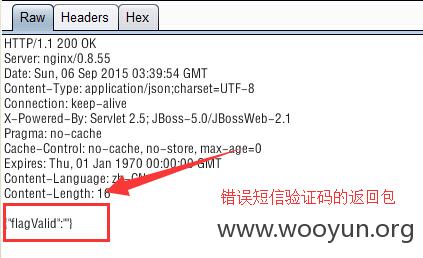 Raw Headers Hex
HTTP/1.1 200 OK
Server: nginx/0.8.55
Date: Sun, 06 Sep 2015 03:39:54 GMT
Content-Type: application/json;charset=UTF-8
Connection: keep-alive
X-Powered-By: Servlet 2.5; JBoss-5.0/JBossWeb-2.1
Pragma: no-cache
Cache-Control: no-cache, no-store, max-age=0
Expires: Thu, 01 Jan 1970 00:00:00 GMT
Content-Language: zh-CN
Content-Length: 16
错误短信验证码的返回包
{"flagValid":""}
www.wooyun.org